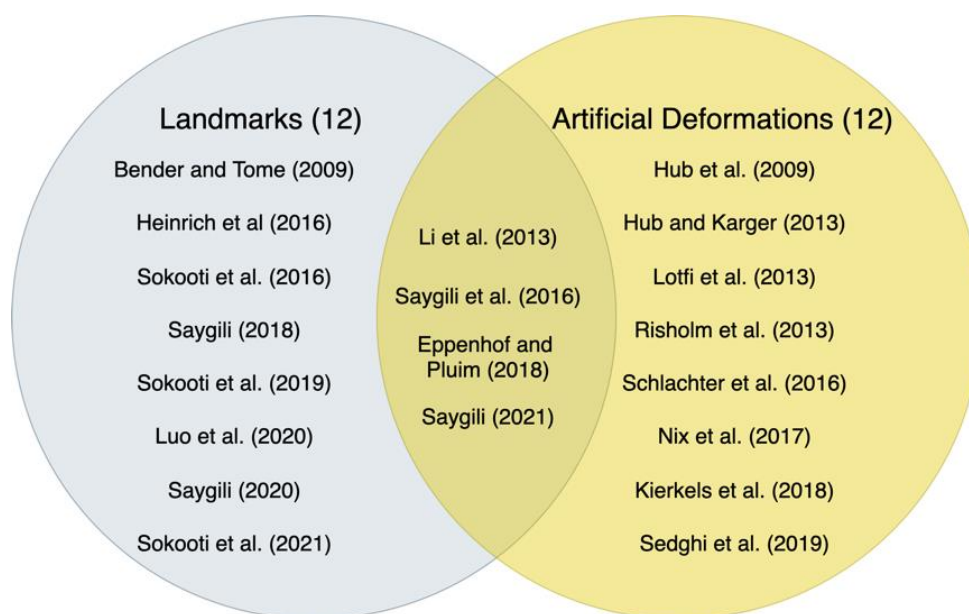 Landmarks (12)
Bender and Tome (2009)
Heinrich et al (2016)
Sokooti et al. (2016)
Saygili (2018)
Sokooti et al. (2019)
Luo et al. (2020)
Saygili (2020)
Sokooti et al. (2021)
Li et al. (2013)
Saygili et al. (2016)
Eppenhof and
Pluim (2018)
Saygili (2021)
Artificial Deformations (12)
Hub et al. (2009)
Hub and Karger (2013)
Lotfi et al. (2013)
Risholm et al. (2013)
Schlachter et al. (2016)
Nix et al. (2017)
Kierkels et al. (2018)
Sedghi et al. (2019)